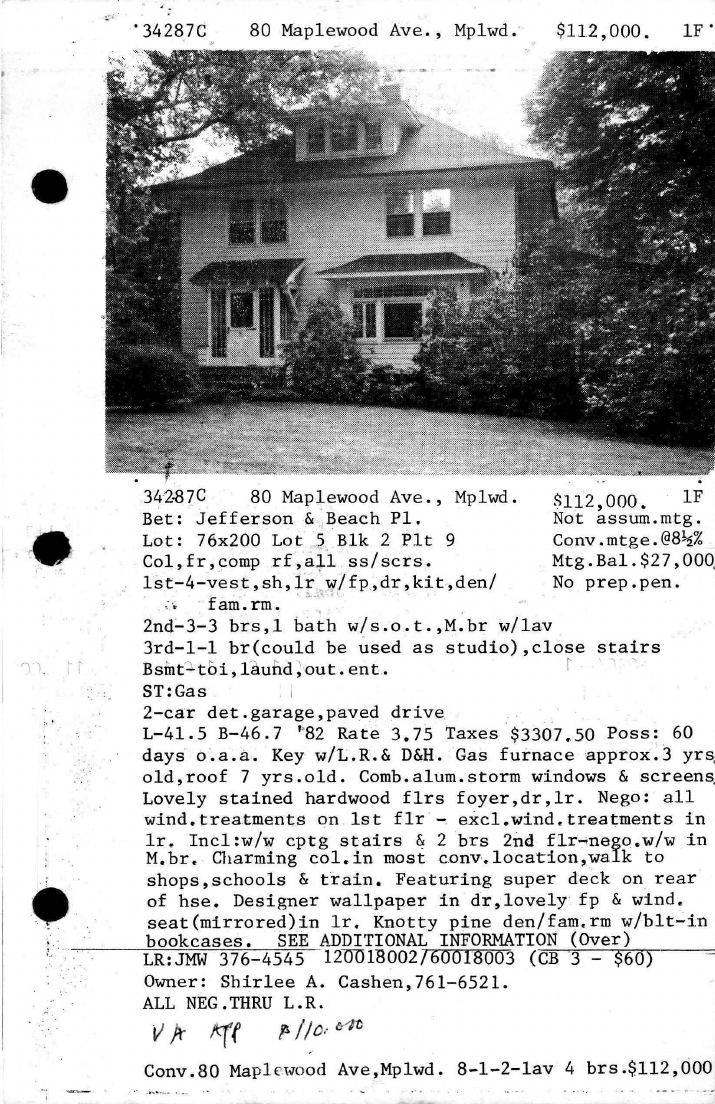 34287C 80 Maplewood Ave., Mplwd. $112,000. 1F
34287C 80 Maplewood Ave., Mplwd. $112,000. 1F
Bet: Jefferson & Beach Pl. Not assum.mtg.
Lot: 76x200 Lot 5 Blk 2 Plt 9 Conv.mtge.@8½%
Col,fr,comp rf,all ss/scrs. Mtg.Bal.$27,000
1st-4-vest,sh,lr w/fp,dr,kit,den/ No prep.pen.
fam.rm.
2nd-3-3 brs,1 bath w/s.o.t.,M.br w/lav
3rd-1-1 br(could be used as studio),close stairs
Bsmt-toi,laund,out.ent.
ST:Gas
2-car det.garage,paved drive
L-41.5 B-46.7 '82 Rate 3.75 Taxes $3307.50 Poss: 60
days o.a.a. Key w/L.R.& D&H. Gas furnace approx.3 yrs
old,roof 7 yrs.old. Comb.alum.storm windows & screens
Lovely stained hardwood flrs foyer,dr,lr. Nego: all
wind.treatments on 1st flr - excl.wind.treatments in
lr. Incl:w/w cptg stairs & 2 brs 2nd flr-nego.w/w in
M.br. Charming col.in most conv.location,walk to
shops,schools & train. Featuring super deck on rear
of hse. Designer wallpaper in dr,lovely fp & wind.
seat(mirrored)in lr. Knotty pine den/fam.rm w/blt-in
bookcases. SEE ADDITIONAL INFORMATION (Over)
LR:JMW 376-4545 120018002/60018003 (CB 3 - $60)
Owner: Shirlee A. Cashen,761-6521.
ALL NEG.THRU L.R.
VA App 110,000
Conv.80 Maplewood Ave,Mplwd. 8-1-2-1av 4 brs.$112,000